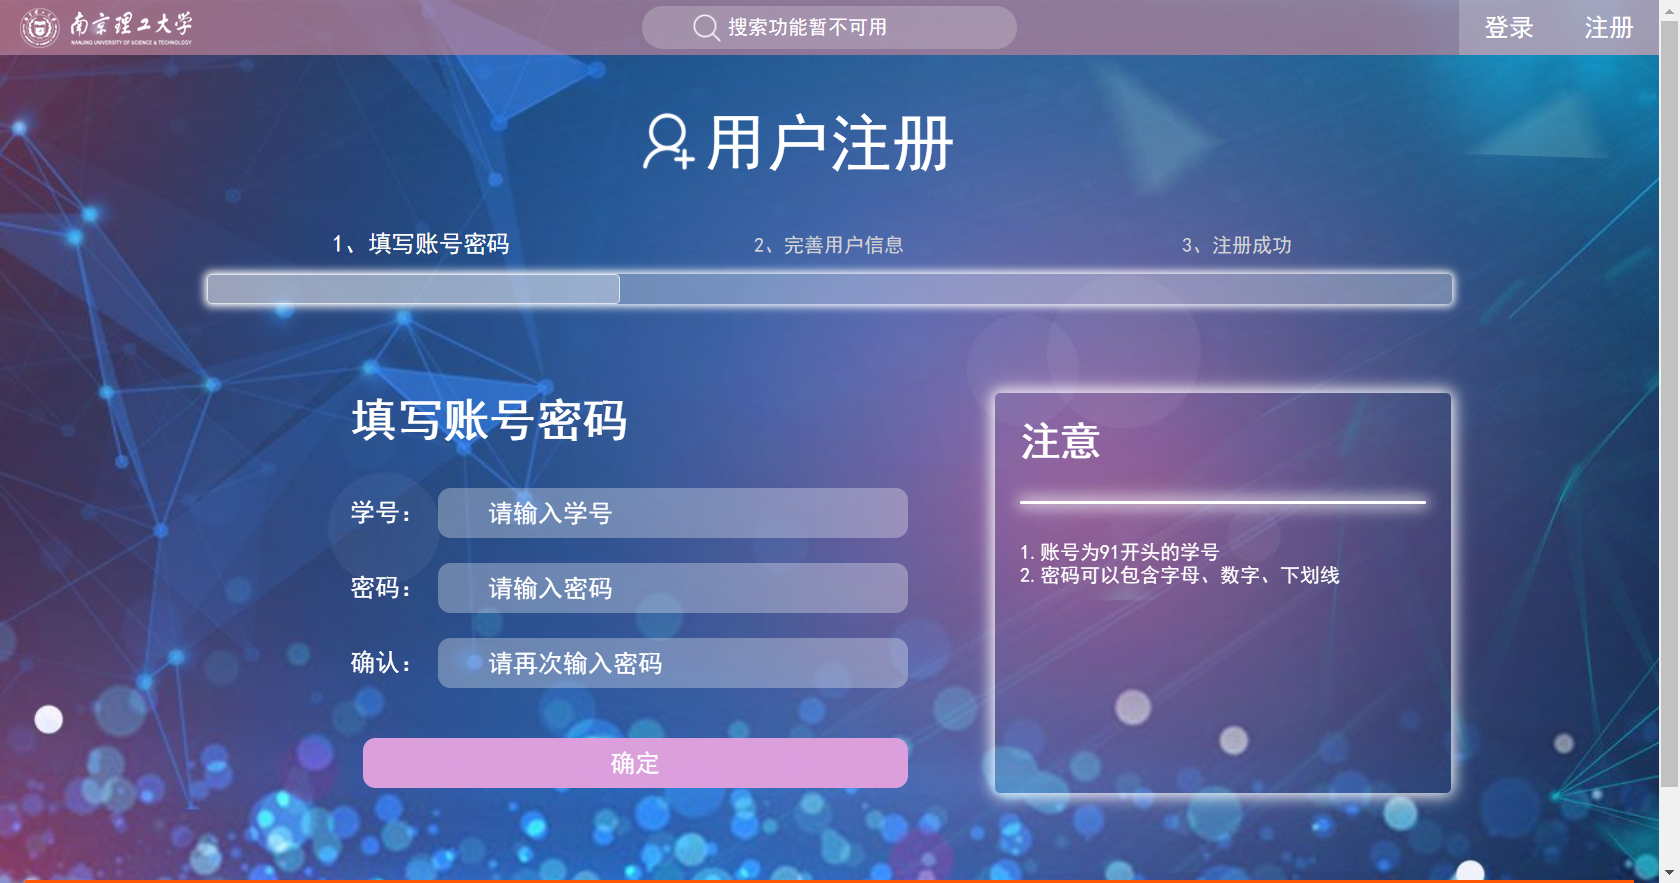 南京理工大学
NANJING UNIVERSITY OF SCIENCE & TECHNOLOGY
搜索功能暂不可用
登录
注册
用户注册
1、填写账号密码
2、完善用户信息
3、注册成功
填写账号密码
学号：
请输入学号
密码：
请输入密码
确认：
请再次输入密码
确定
注意
1. 账号为91开头的学号
2. 密码可以包含字母、数字、下划线